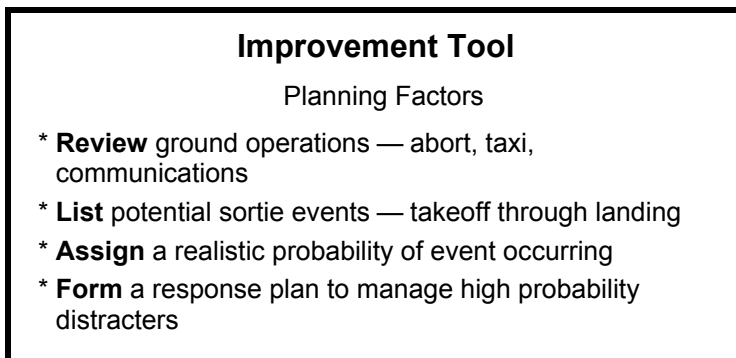 Improvement Tool
Planning Factors
* Review ground operations — abort, taxi,
communications
* List potential sortie events — takeoff through landing
* Assign a realistic probability of event occurring
* Form a response plan to manage high probability
distracters